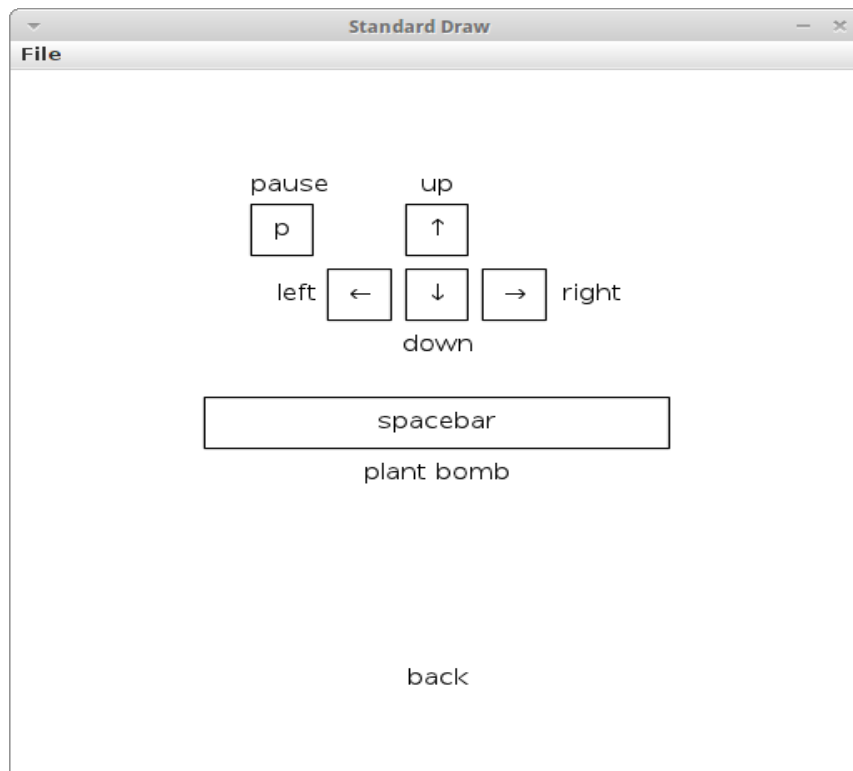 Standard Draw
File
pause up
p ↑
left ← ↓ → right
down
spacebar
plant bomb
back